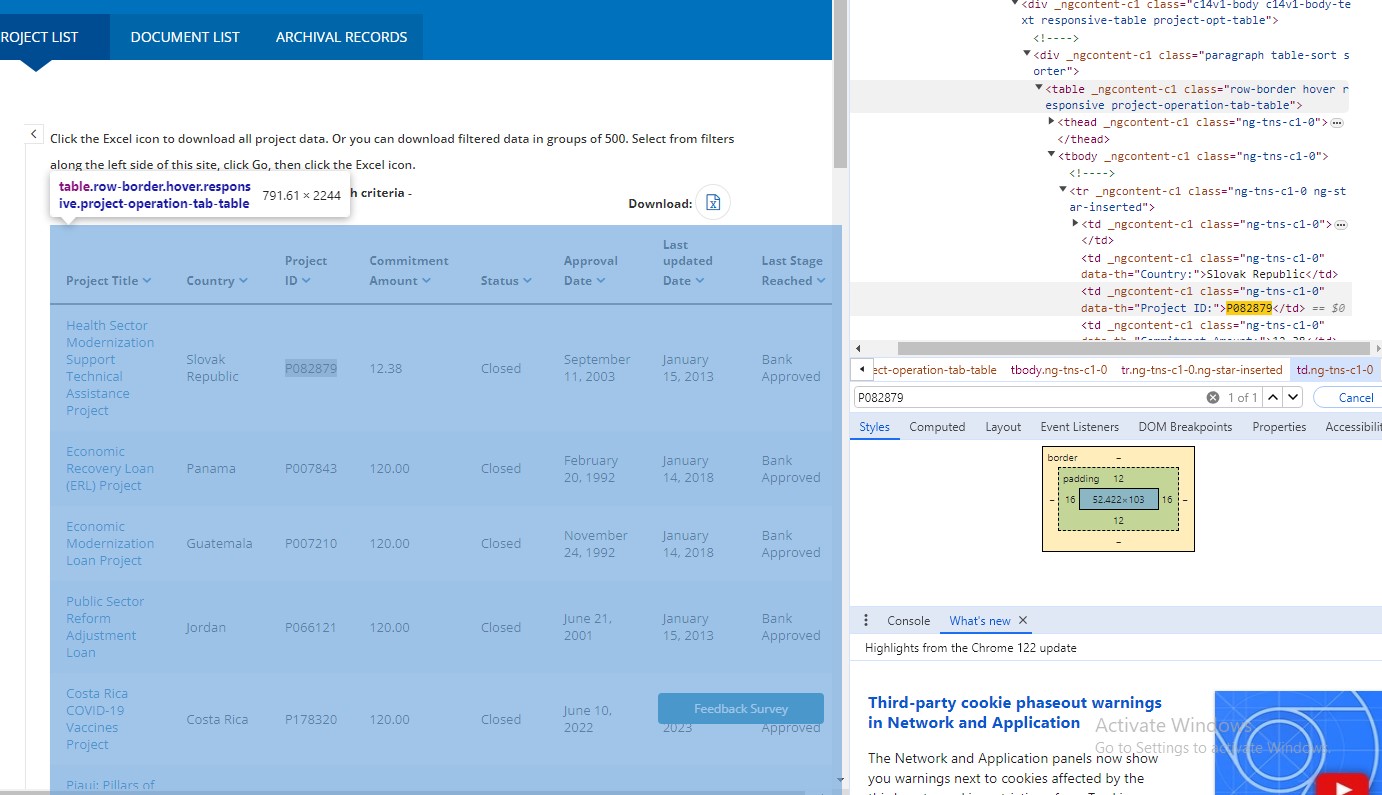 ROJECT LIST
DOCUMENT LIST
ARCHIVAL RECORDS
Click the Excel icon to download all project data. Or you can download filtered data in groups of 500. Select from filters
along the left side of this site, click Go, then click the Excel icon.
table.row-border.hover.respons
ive.project-operation-tab-table
791.61 × 2244
h criteria -
Download:
Project Title
Country
Project
ID
Commitment
Amount
Status
Approval
Date
Last
updated
Date
Last Stage
Reached
Health Sector
Modernization
Support
Technical
Assistance
Project
Slovak
Republic
P082879
12.38
Closed
September
11, 2003
January
15, 2013
Bank
Approved
Economic
Recovery Loan
(ERL) Project
Panama
P007843
120.00
Closed
February
20, 1992
January
14, 2018
Bank
Approved
Economic
Modernization
Loan Project
Guatemala
P007210
120.00
Closed
November
24, 1992
January
14, 2018
Bank
Approved
Public Sector
Reform
Adjustment
Loan
Jordan
P066121
120.00
Closed
June 21,
2001
January
15, 2013
Bank
Approved
Costa Rica
COVID-19
Vaccines
Project
Costa Rica
P178320
120.00
Closed
June 10,
2022
2023
Approved
Feedback Survey
Piaui: Pillars of
<div _ngcontent-c1 class="c14v1-body c14v1-body-te
xt responsive-table project-opt-table">
<!---->
<div _ngcontent-c1 class="paragraph table-sort s
orter">
<table _ngcontent-c1 class="row-border hover r
esponsive project-operation-tab-table">
<thead _ngcontent-c1 class="ng-tns-c1-0">
</thead>
<tbody _ngcontent-c1 class="ng-tns-c1-0">
<!---->
<tr _ngcontent-c1 class="ng-tns-c1-0 ng-st
ar-inserted">
<td _ngcontent-c1 class="ng-tns-c1-0">
</td>
<td _ngcontent-c1 class="ng-tns-c1-0"
data-th="Country:">Slovak Republic</td>
<td _ngcontent-c1 class="ng-tns-c1-0"
data-th="Project ID:">P082879</td> == $0
<td _ngcontent-c1 class="ng-tns-c1-0"
data-th="Commitment Amount:">12.38</td>
ect-operation-tab-table
tbody.ng-tns-c1-0
tr.ng-tns-c1-0.ng-star-inserted
td.ng-tns-c1-0
P082879
1 of 1
Cancel
Styles
Computed
Layout
Event Listeners
DOM Breakpoints
Properties
Accessibilit
border
–
padding
12
–
16
52.422×103
16
–
12
–
Console
What's new
Highlights from the Chrome 122 update
Third-party cookie phaseout warnings
in Network and Application
The Network and Application panels now show
you warnings next to cookies affected by the
Activate Windows
Go to Settings to activate Windows.